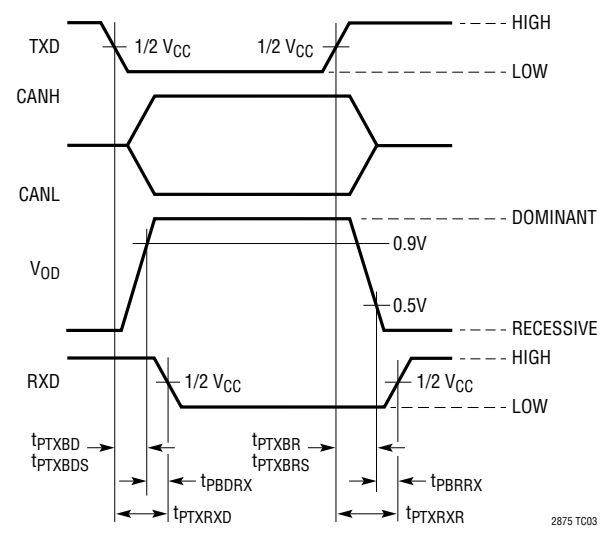 HIGH
TXD
1/2 VCC
1/2 VCC
LOW
CANH
CANL
DOMINANT
0.9V
VOD
0.5V
RECESSIVE
HIGH
RXD
1/2 VCC
1/2 VCC
LOW
tPTXBD
tPTXBDS
tPTXBR
tPTXBRS
tPBDRX
tPBRRX
tPTXRXD
tPTXRXR
2875 TC03